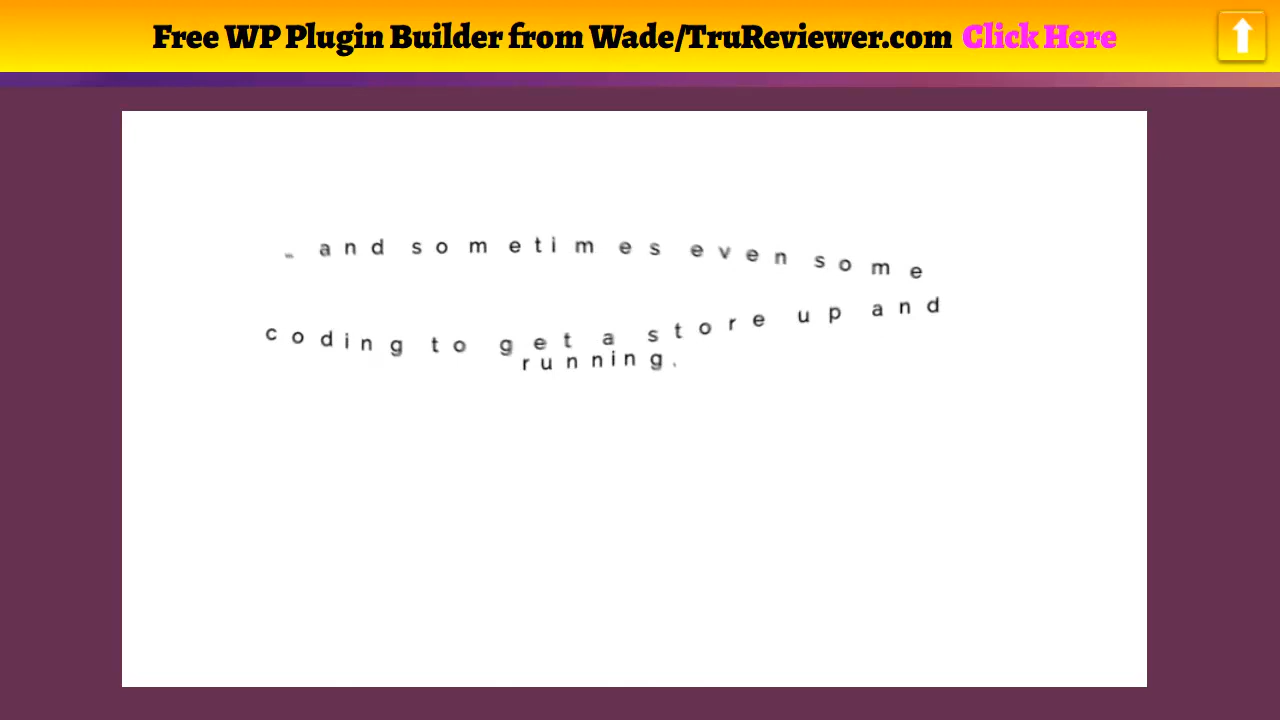 Free WP Plugin Builder from Wade/TruReviewer.com Click Here
and sometimes even some
coding to get a store up and
running.